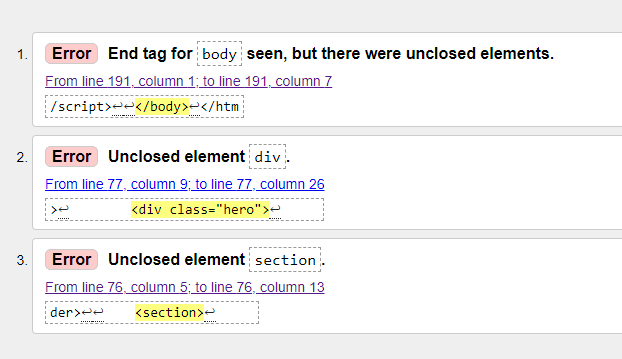 1. Error End tag for body seen, but there were unclosed elements.
From line 191, column 1; to line 191, column 7
/script>↩↩</body>↩</htm
2. Error Unclosed element div.
From line 77, column 9; to line 77, column 26
>↩ <div class="hero">↩
3. Error Unclosed element section.
From line 76, column 5; to line 76, column 13
der>↩↩ <section>↩